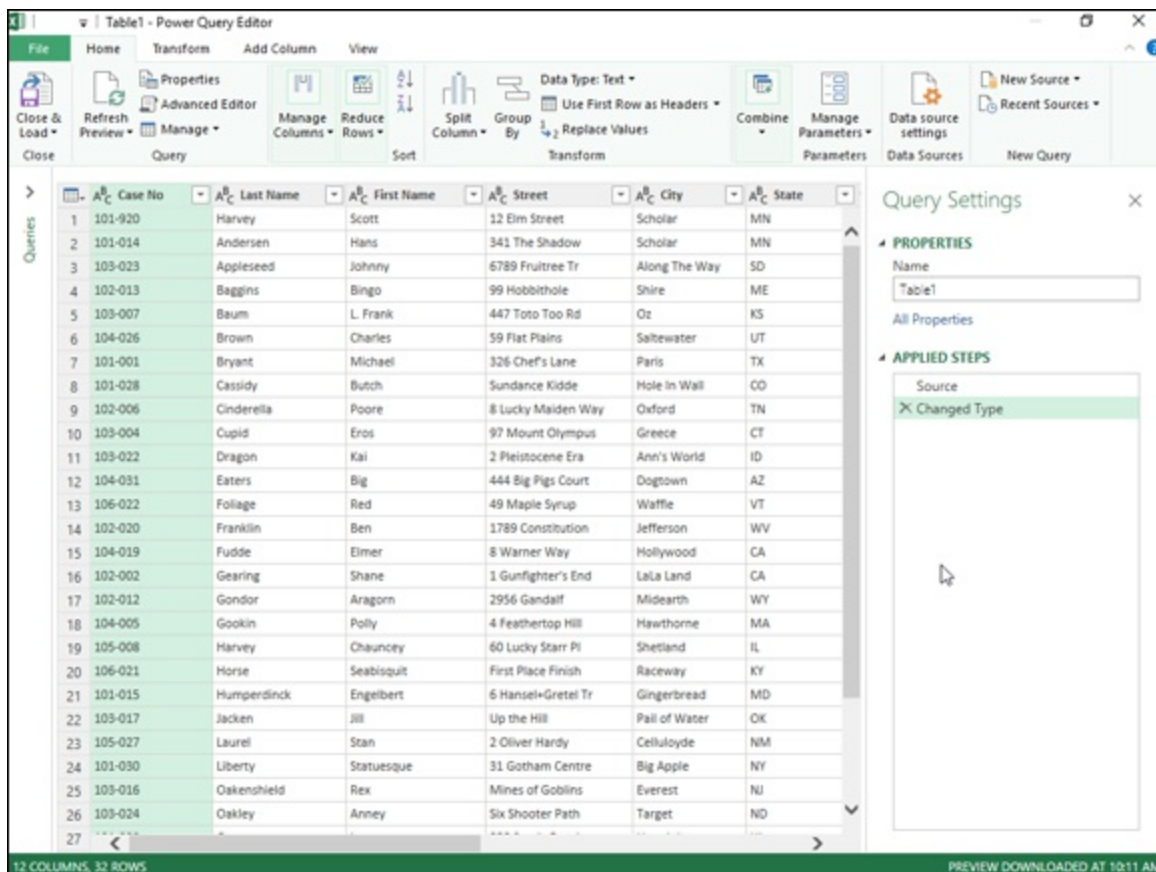 Table1 - Power Query Editor
File Home Transform Add Column View
Close & Load
Refresh Preview
Properties
Advanced Editor
Manage
Manage Columns
Reduce Rows
Split Column
Group By
Data Type: Text
Use First Row as Headers
Replace Values
Combine
Manage Parameters
Data source settings
New Source
Recent Sources
Close Query Sort Transform Parameters Data Sources New Query
Queries
Case No Last Name First Name Street City State
1 101-920 Harvey Scott 12 Elm Street Scholar MN
2 101-014 Andersen Hans 341 The Shadow Scholar MN
3 103-023 Appleseed Johnny 6789 Fruitree Tr Along The Way SD
4 102-013 Baggins Bingo 99 Hobbithole Shire ME
5 103-007 Baum L. Frank 447 Toto Too Rd Oz KS
6 104-026 Brown Charles 59 Flat Plains Saltewater UT
7 101-001 Bryant Michael 326 Chef's Lane Paris TX
8 101-028 Cassidy Butch Sundance Kidde Hole In Wall CO
9 102-006 Cinderella Poore 8 Lucky Maiden Way Oxford TN
10 103-004 Cupid Eros 97 Mount Olympus Greece CT
11 103-022 Dragon Kai 2 Pleistocene Era Ann's World ID
12 104-031 Eaters Big 444 Big Pigs Court Dogtown AZ
13 106-022 Foliage Red 49 Maple Syrup Waffle VT
14 102-020 Franklin Ben 1789 Constitution Jefferson WV
15 104-019 Fudde Elmer 8 Warner Way Hollywood CA
16 102-002 Gearing Shane 1 Gunfighter's End LaLa Land CA
17 102-012 Gondor Aragorn 2956 Gandalf Midearth WY
18 104-005 Gookin Polly 4 Feathertop Hill Hawthorne MA
19 105-008 Harvey Chauncey 60 Lucky Starr Pl Shetland IL
20 106-021 Horse Seabisquit First Place Finish Raceway KY
21 101-015 Humperdinck Engelbert 6 Hansel+Gretel Tr Gingerbread MD
22 103-017 Jacken Jill Up the Hill Pail of Water OK
23 105-027 Laurel Stan 2 Oliver Hardy Celluloyde NM
24 101-030 Liberty Statuesque 31 Gotham Centre Big Apple NY
25 103-016 Oakenshield Rex Mines of Goblins Everest NJ
26 103-024 Oakley Anney Six Shooter Path Target ND
27
Query Settings
PROPERTIES
Name
Table1
All Properties
APPLIED STEPS
Source
Changed Type
12 COLUMNS, 32 ROWS
PREVIEW DOWNLOADED AT 10:11 AM